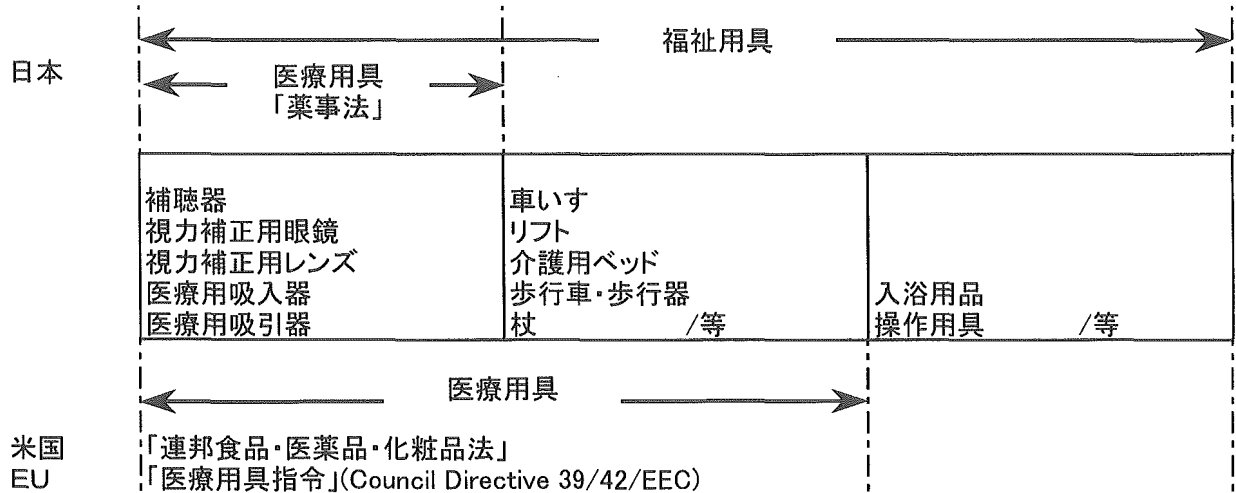 福祉用具
日本
医療用具
「薬事法」
補聴器
視力補正用眼鏡
視力補正用レンズ
医療用吸入器
医療用吸引器
車いす
リフト
介護用ベッド
歩行車・歩行器
杖 /等
入浴用品
操作用具 /等
医療用具
米国 「連邦食品・医薬品・化粧品法」
EU 「医療用具指令」(Council Directive 39/42/EEC)